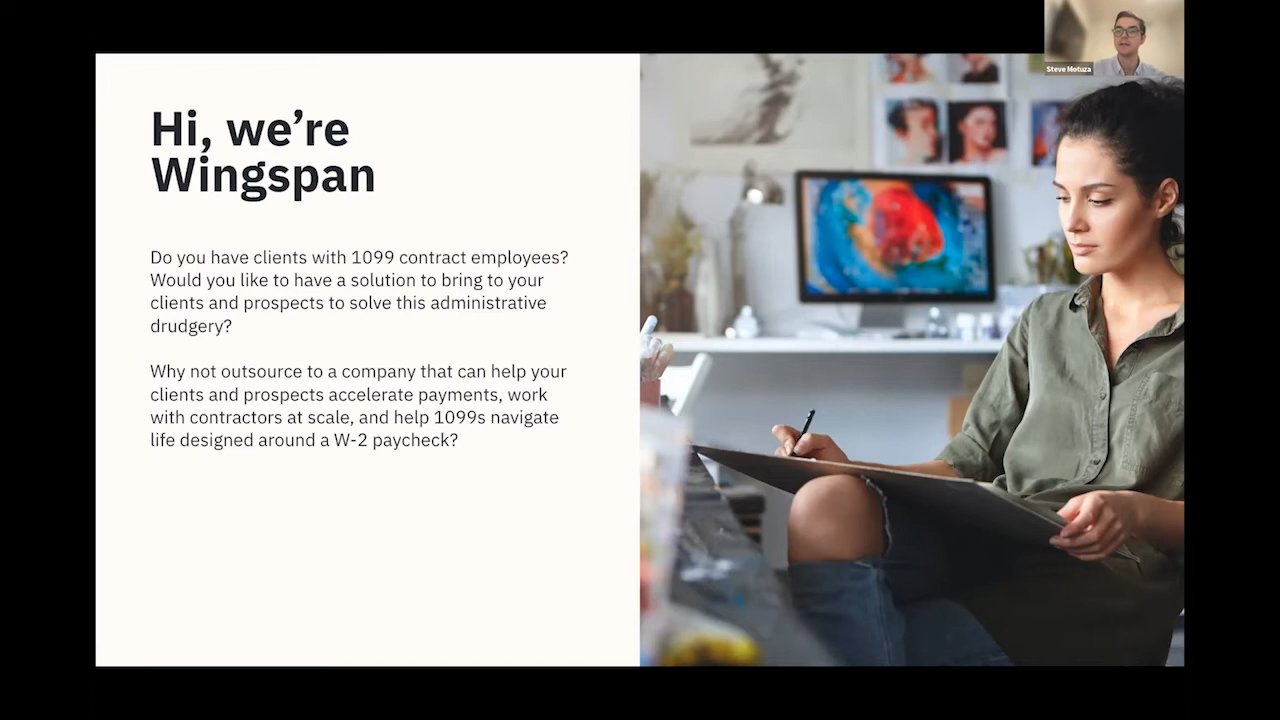 Steve Motuza
Hi, we’re
Wingspan
Do you have clients with 1099 contract employees?
Would you like to have a solution to bring to your
clients and prospects to solve this administrative
drudgery?
Why not outsource to a company that can help your
clients and prospects accelerate payments, work
with contractors at scale, and help 1099s navigate
life designed around a W-2 paycheck?